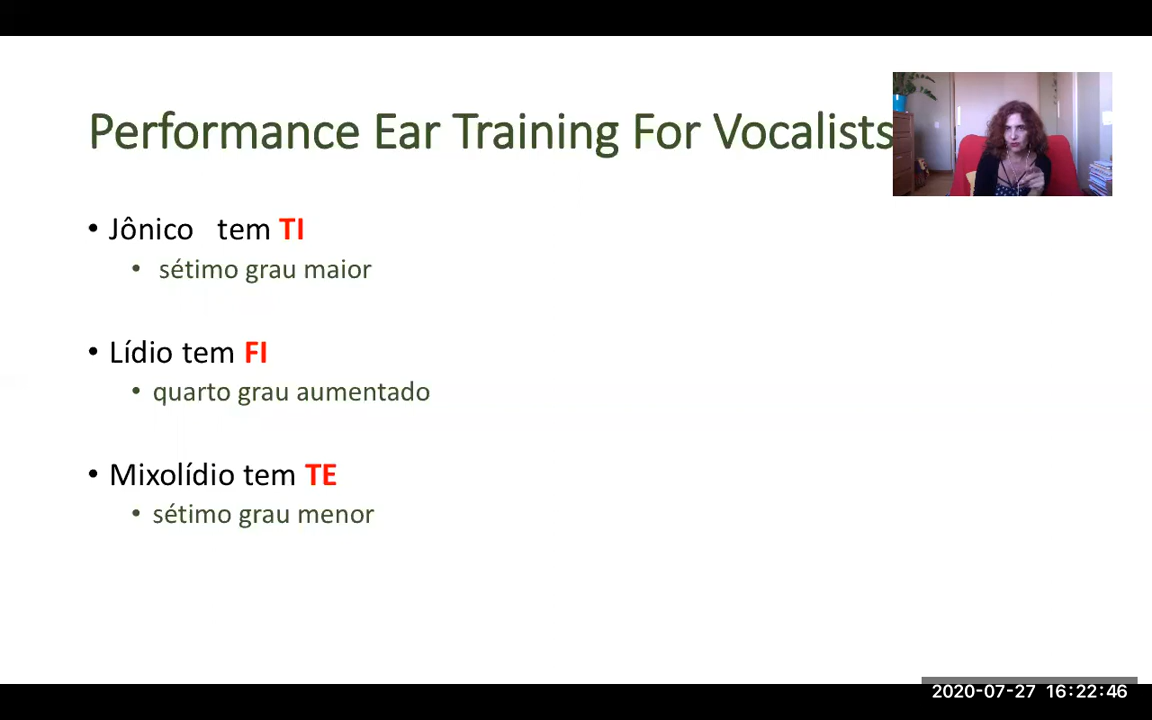 Performance Ear Training For Vocalists
• Jônico tem TI
• sétimo grau maior
• Lídio tem FI
• quarto grau aumentado
• Mixolídio tem TE
• sétimo grau menor
2020-07-27 16:22:46